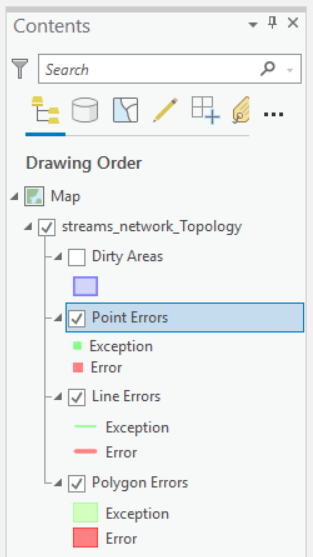 Contents
Search
Drawing Order
Map
streams_network_Topology
Dirty Areas
Point Errors
Exception
Error
Line Errors
Exception
Error
Polygon Errors
Exception
Error